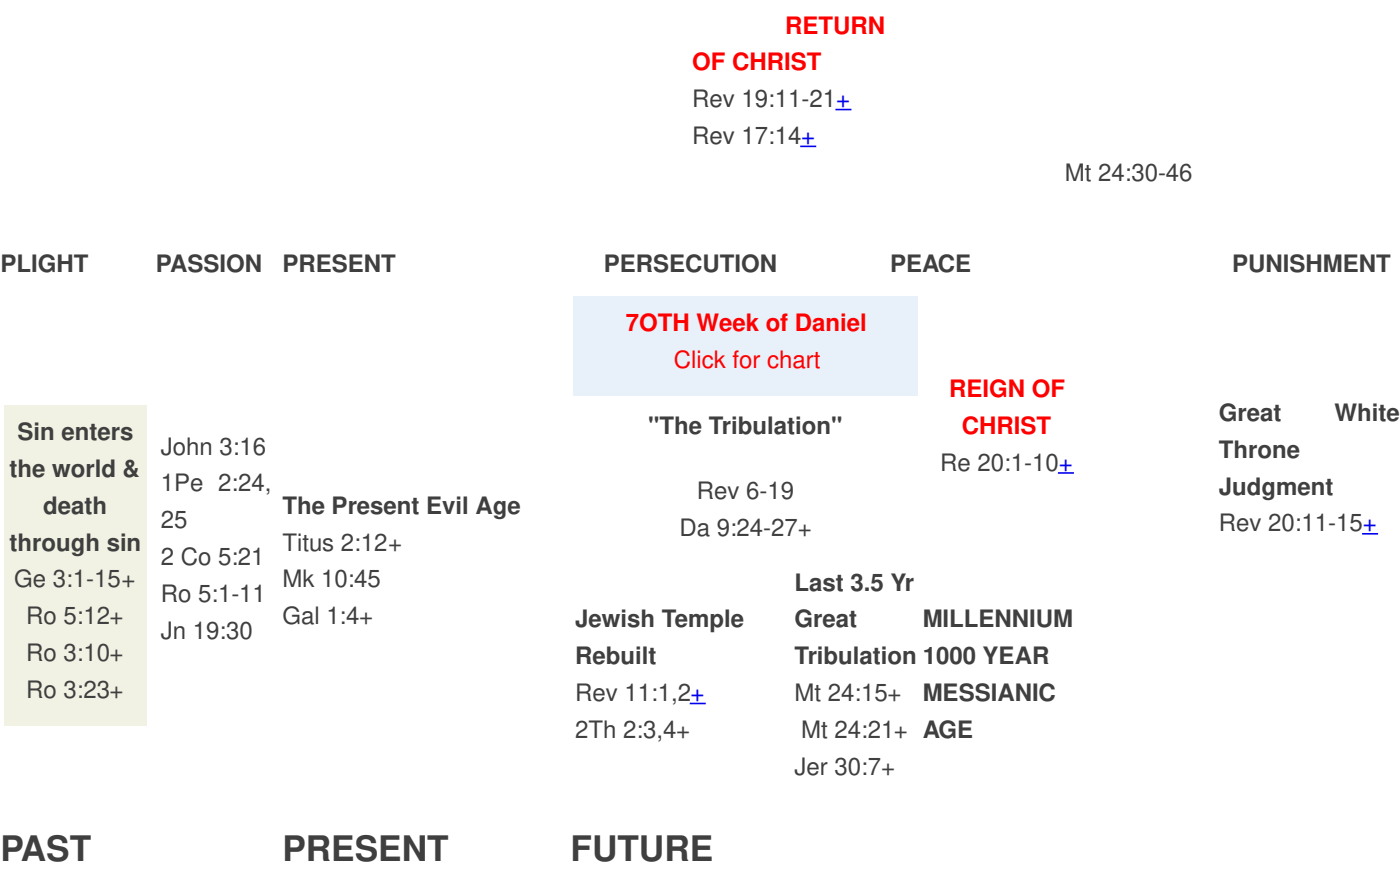 RETURN
OF CHRIST
Rev 19:11-21+
Rev 17:14+
Mt 24:30-46
PLIGHT PASSION PRESENT PERSECUTION PEACE PUNISHMENT
Sin enters
the world &
death
through sin
Ge 3:1-15+
Ro 5:12+
Ro 3:10+
Ro 3:23+
John 3:16
1Pe 2:24,
25
2 Co 5:21
Ro 5:1-11
Jn 19:30
The Present Evil Age
Titus 2:12+
Mk 10:45
Gal 1:4+
7OTH Week of Daniel
Click for chart
"The Tribulation"
Rev 6-19
Da 9:24-27+
Jewish Temple
Rebuilt
Rev 11:1,2+
2Th 2:3,4+
Last 3.5 Yr
Great
Tribulation
Mt 24:15+
Mt 24:21+
Jer 30:7+
REIGN OF
CHRIST
Re 20:1-10+
MILLENNIUM
1000 YEAR
MESSIANIC
AGE
Great White
Throne
Judgment
Rev 20:11-15+
PAST PRESENT FUTURE